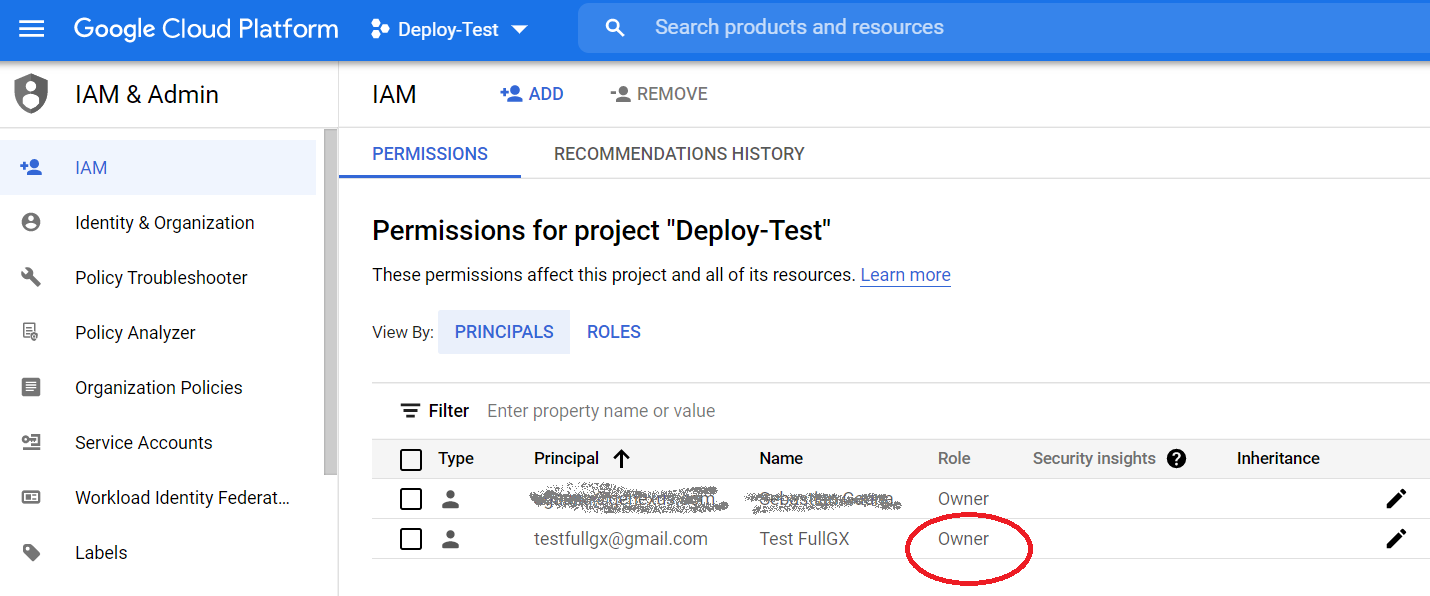 Google Cloud Platform Deploy-Test Search products and resources
IAM & Admin
IAM ADD REMOVE
PERMISSIONS RECOMMENDATIONS HISTORY
IAM
Identity & Organization
Policy Troubleshooter
Policy Analyzer
Organization Policies
Service Accounts
Workload Identity Federat...
Labels
Permissions for project "Deploy-Test"
These permissions affect this project and all of its resources. Learn more
View By: PRINCIPALS ROLES
Filter Enter property name or value
Type Principal Name Role Security insights ? Inheritance
Owner
testfullgx@gmail.com Test FullGX Owner